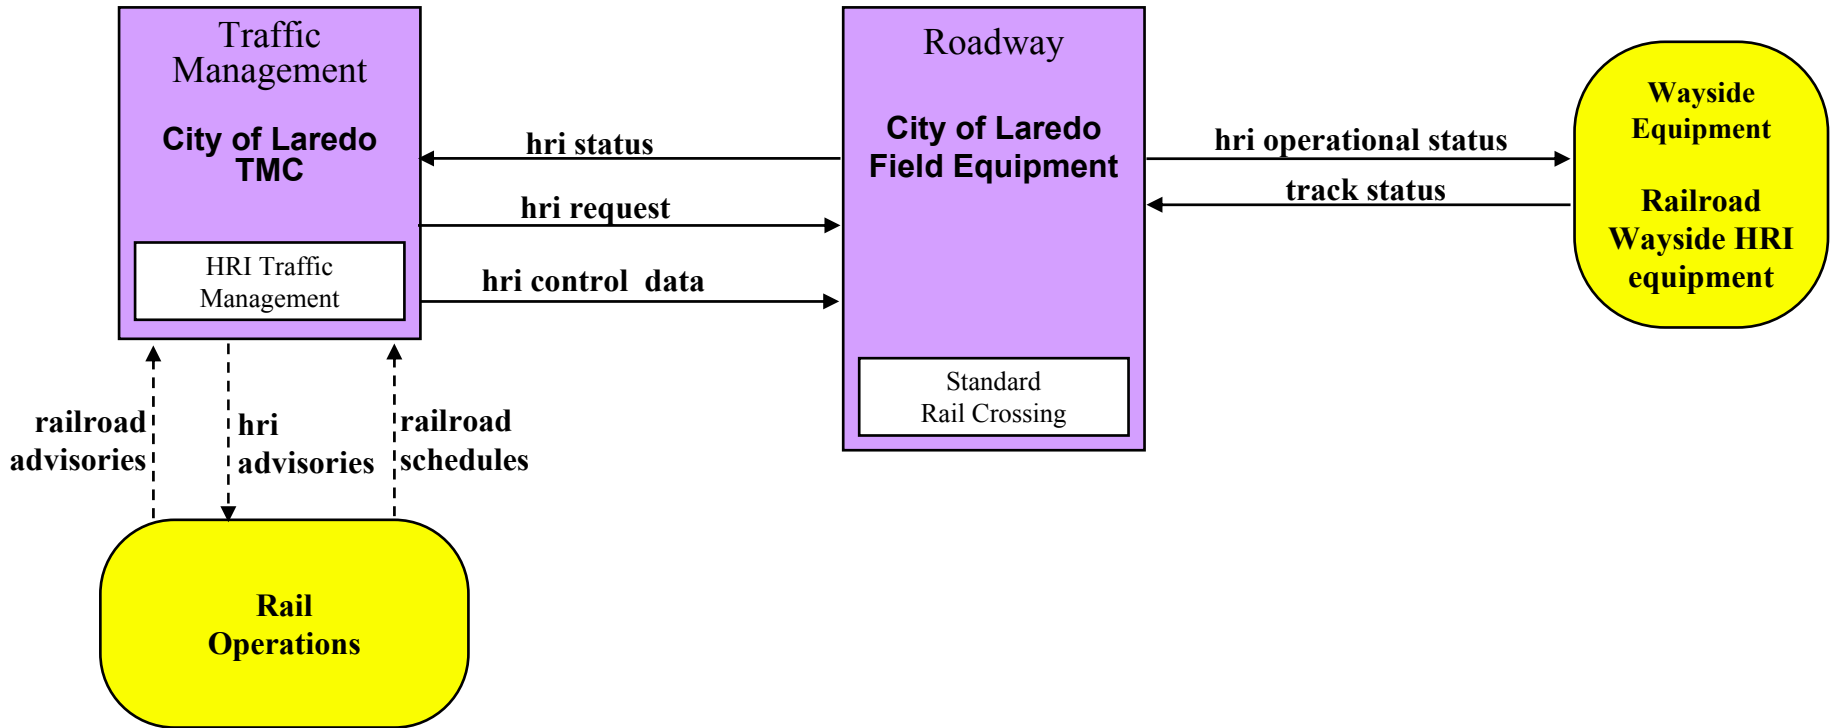 Traffic
Management
City of Laredo
TMC
HRI Traffic
Management
hri status
hri request
hri control  data
Roadway
City of Laredo
Field Equipment
Standard
Rail Crossing
hri operational status
track status
Wayside
Equipment
Railroad
Wayside HRI
equipment
railroad
advisories
hri
advisories
railroad
schedules
Rail
Operations